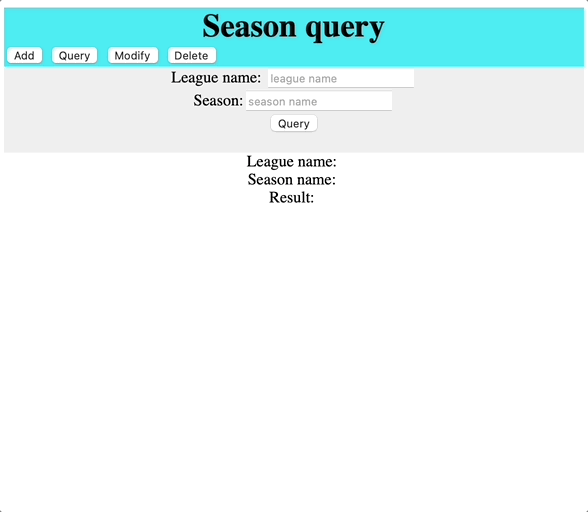 Season query
Add Query Modify Delete
League name: league name
Season: season name
Query
League name:
Season name:
Result: